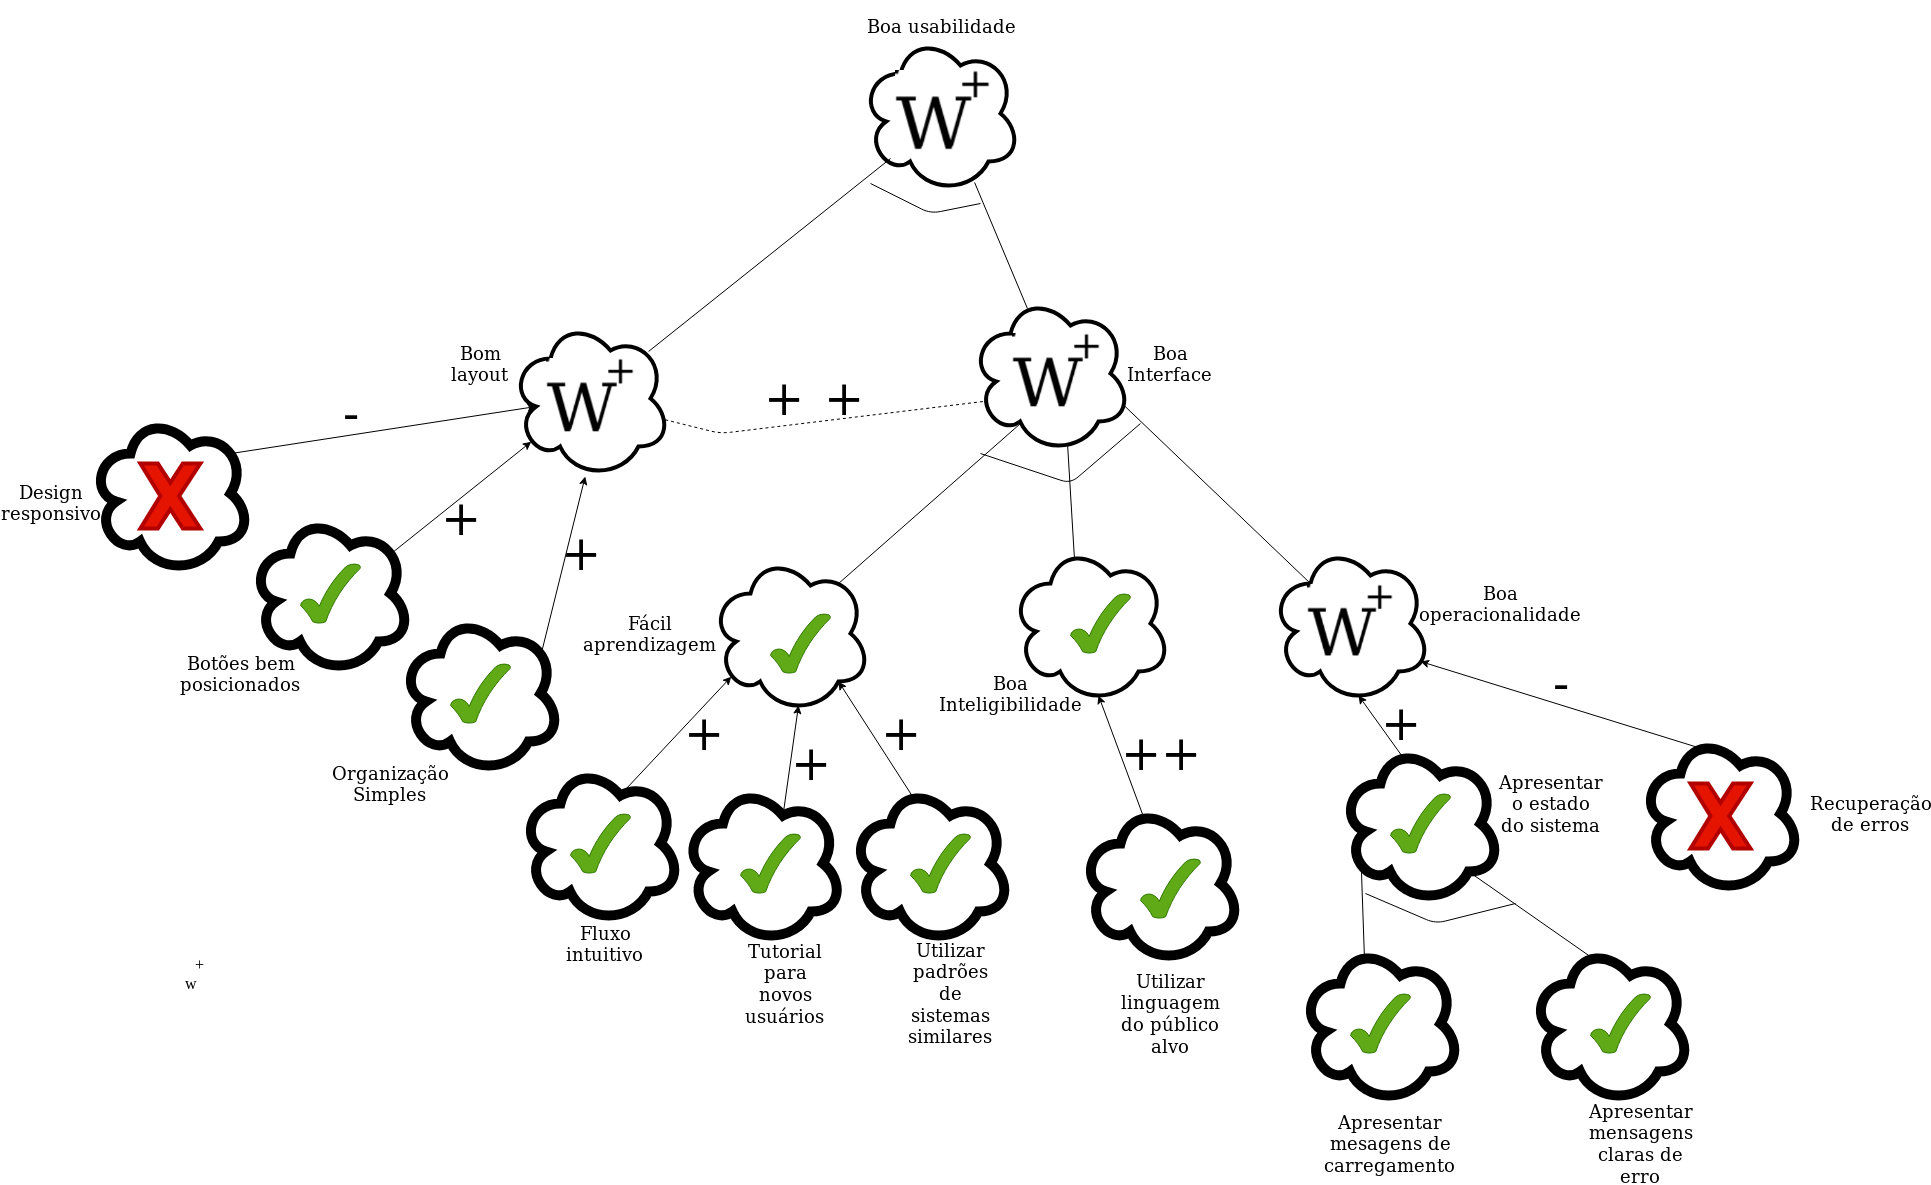 Boa usabilidade
W+
Bom
layout
W+
+ +
W+
Boa
Interface
-
Design
responsivo
X
+
+
Botões bem
posicionados
Organização
Simples
Fácil
aprendizagem
Boa
Inteligibilidade
W+
Boa
operacionalidade
+
+
+
++
+
-
Fluxo
intuitivo
Tutorial
para
novos
usuários
Utilizar
padrões
de
sistemas
similares
Utilizar
linguagem
do público
alvo
Apresentar
o estado
do sistema
X
Recuperação
de erros
w+
Apresentar
mesagens de
carregamento
Apresentar
mensagens
claras de
erro